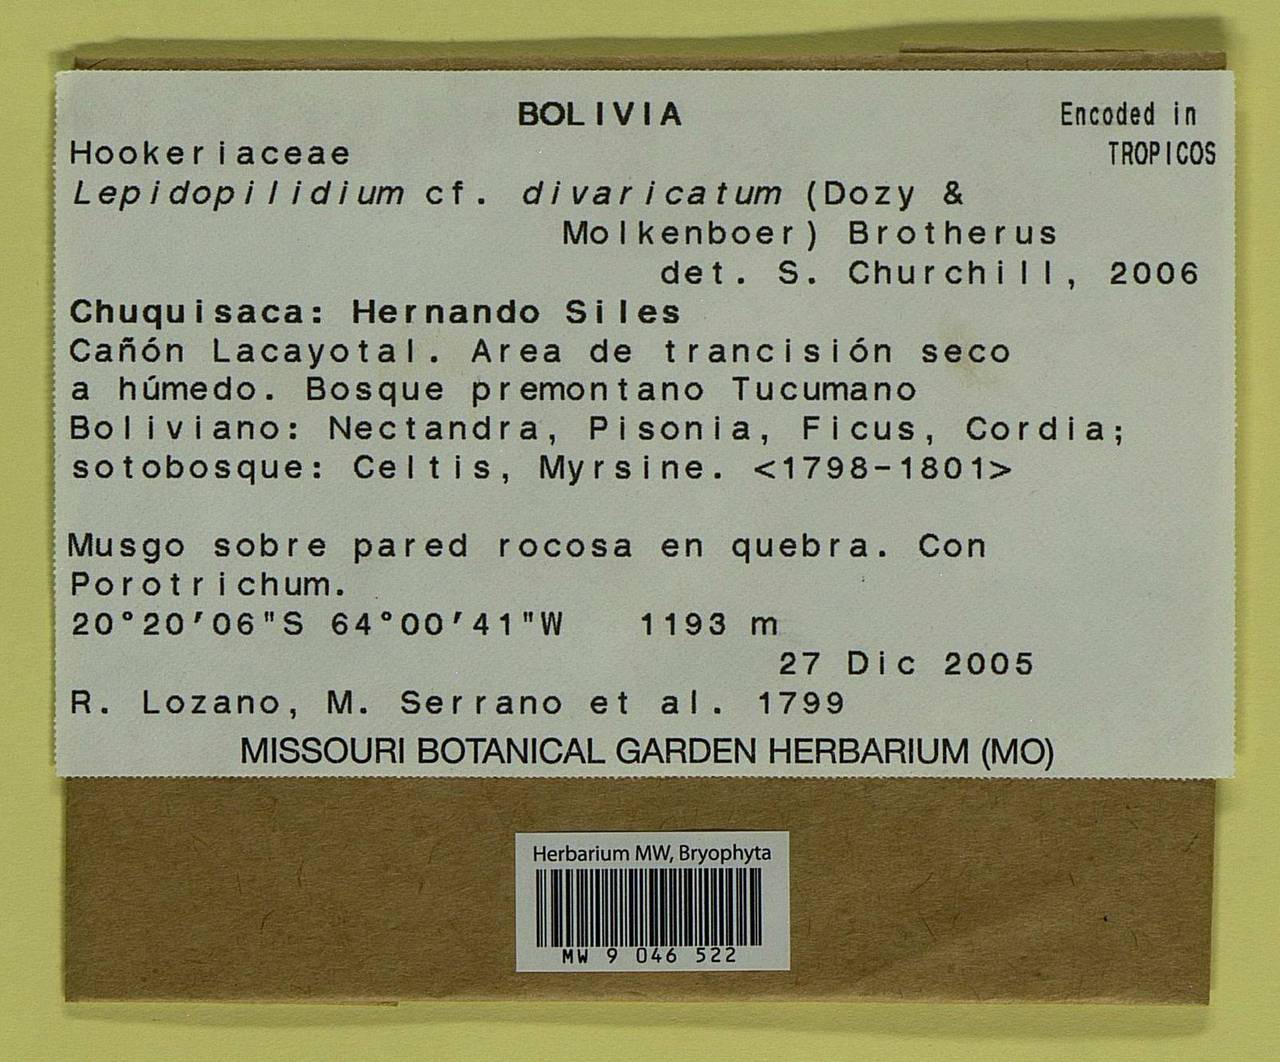 BOLIVIA
Encoded in
TROPICOS
Hookeriaceae
Lepidopilidium cf. divaricatum (Dozy &
Molkenboer) Brotherus
det. S. Churchill, 2006
Chuquisaca: Hernando Siles
Cañón Lacayotal. Area de trancisión seco
a húmedo. Bosque premontano Tucumano
Boliviano: Nectandra, Pisonia, Ficus, Cordia;
sotobosque: Celtis, Myrsine. <1798-1801>
Musgo sobre pared rocosa en quebra. Con
Porotrichum.
20°20'06"S 64°00'41"W 1193 m
27 Dic 2005
R. Lozano, M. Serrano et al. 1799
MISSOURI BOTANICAL GARDEN HERBARIUM (MO)
Herbarium MW, Bryophyta
MW 9 046 522